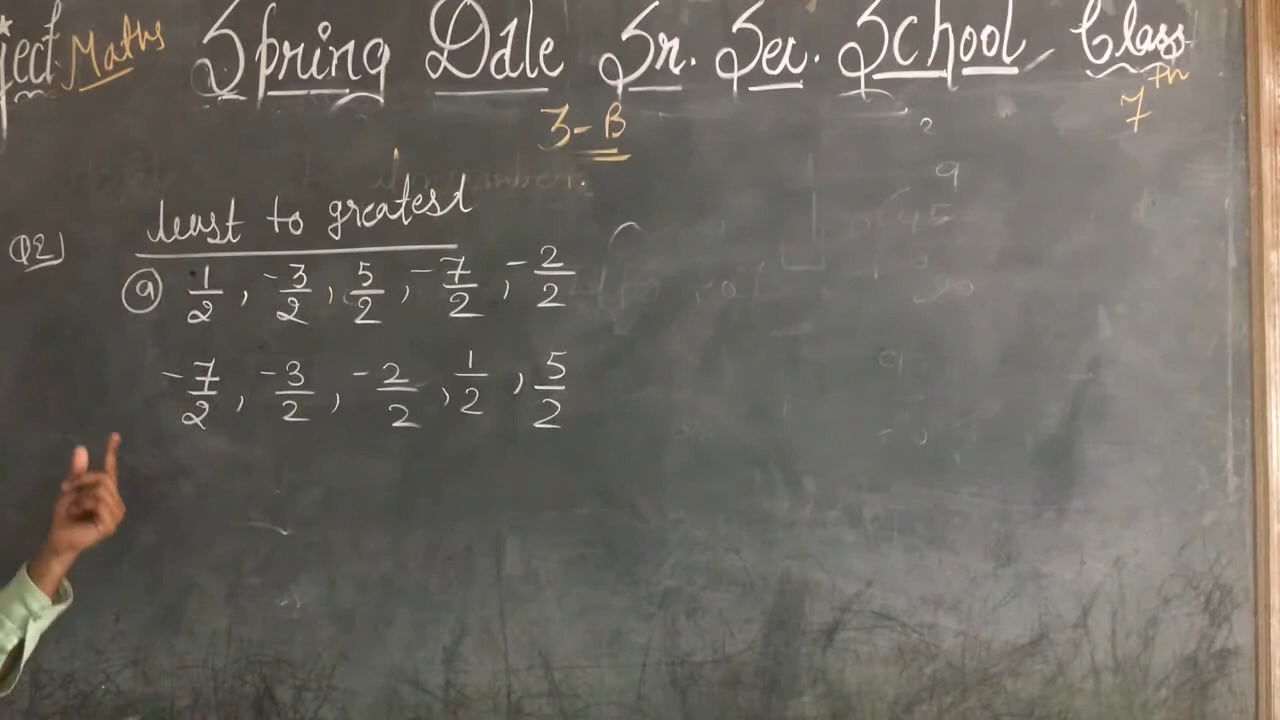 ject Maths Spring Dale Sr. Sec. School, Class 7th
3-B
least to greatest
Q2)
(a) 1/2, -3/2, 5/2, -7/2, -2/2
-7/2, -3/2, -2/2, 1/2, 5/2